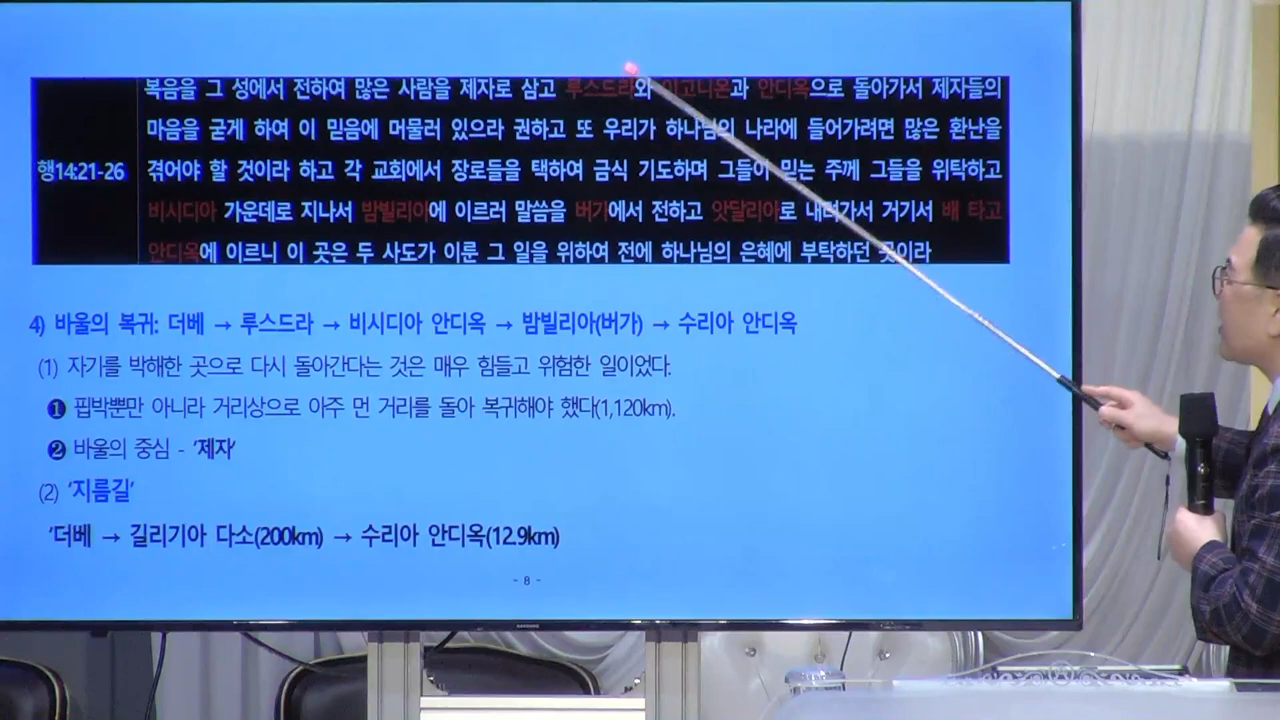 복음을 그 성에서 전하여 많은 사람을 제자로 삼고 루스드라와 이고니온과 안디옥으로 돌아가서 제자들의
마음을 굳게 하여 이 믿음에 머물러 있으라 권하고 또 우리가 하나님의 나라에 들어가려면 많은 환난을
행14:21-26 겪어야 할 것이라 하고 각 교회에서 장로들을 택하여 금식 기도하며 그들이 믿는 주께 그들을 위탁하고
비시디아 가운데로 지나서 밤빌리아에 이르러 말씀을 버가에서 전하고 앗달리아로 내려가서 거기서 배 타고
안디옥에 이르니 이 곳은 두 사도가 이룬 그 일을 위하여 전에 하나님의 은혜에 부탁하던 곳이라
4) 바울의 복귀: 더베 → 루스드라 → 비시디아 안디옥 → 밤빌리아(버가) → 수리아 안디옥
(1) 자기를 박해한 곳으로 다시 돌아간다는 것은 매우 힘들고 위험한 일이었다.
❶ 핍박뿐만 아니라 거리상으로 아주 먼 거리를 돌아 복귀해야 했다(1,120km).
❷ 바울의 중심 - '제자'
(2) '지름길'
'더베 → 길리기아 다소(200km) → 수리아 안디옥(12.9km)
- 8 -
SAMSUNG